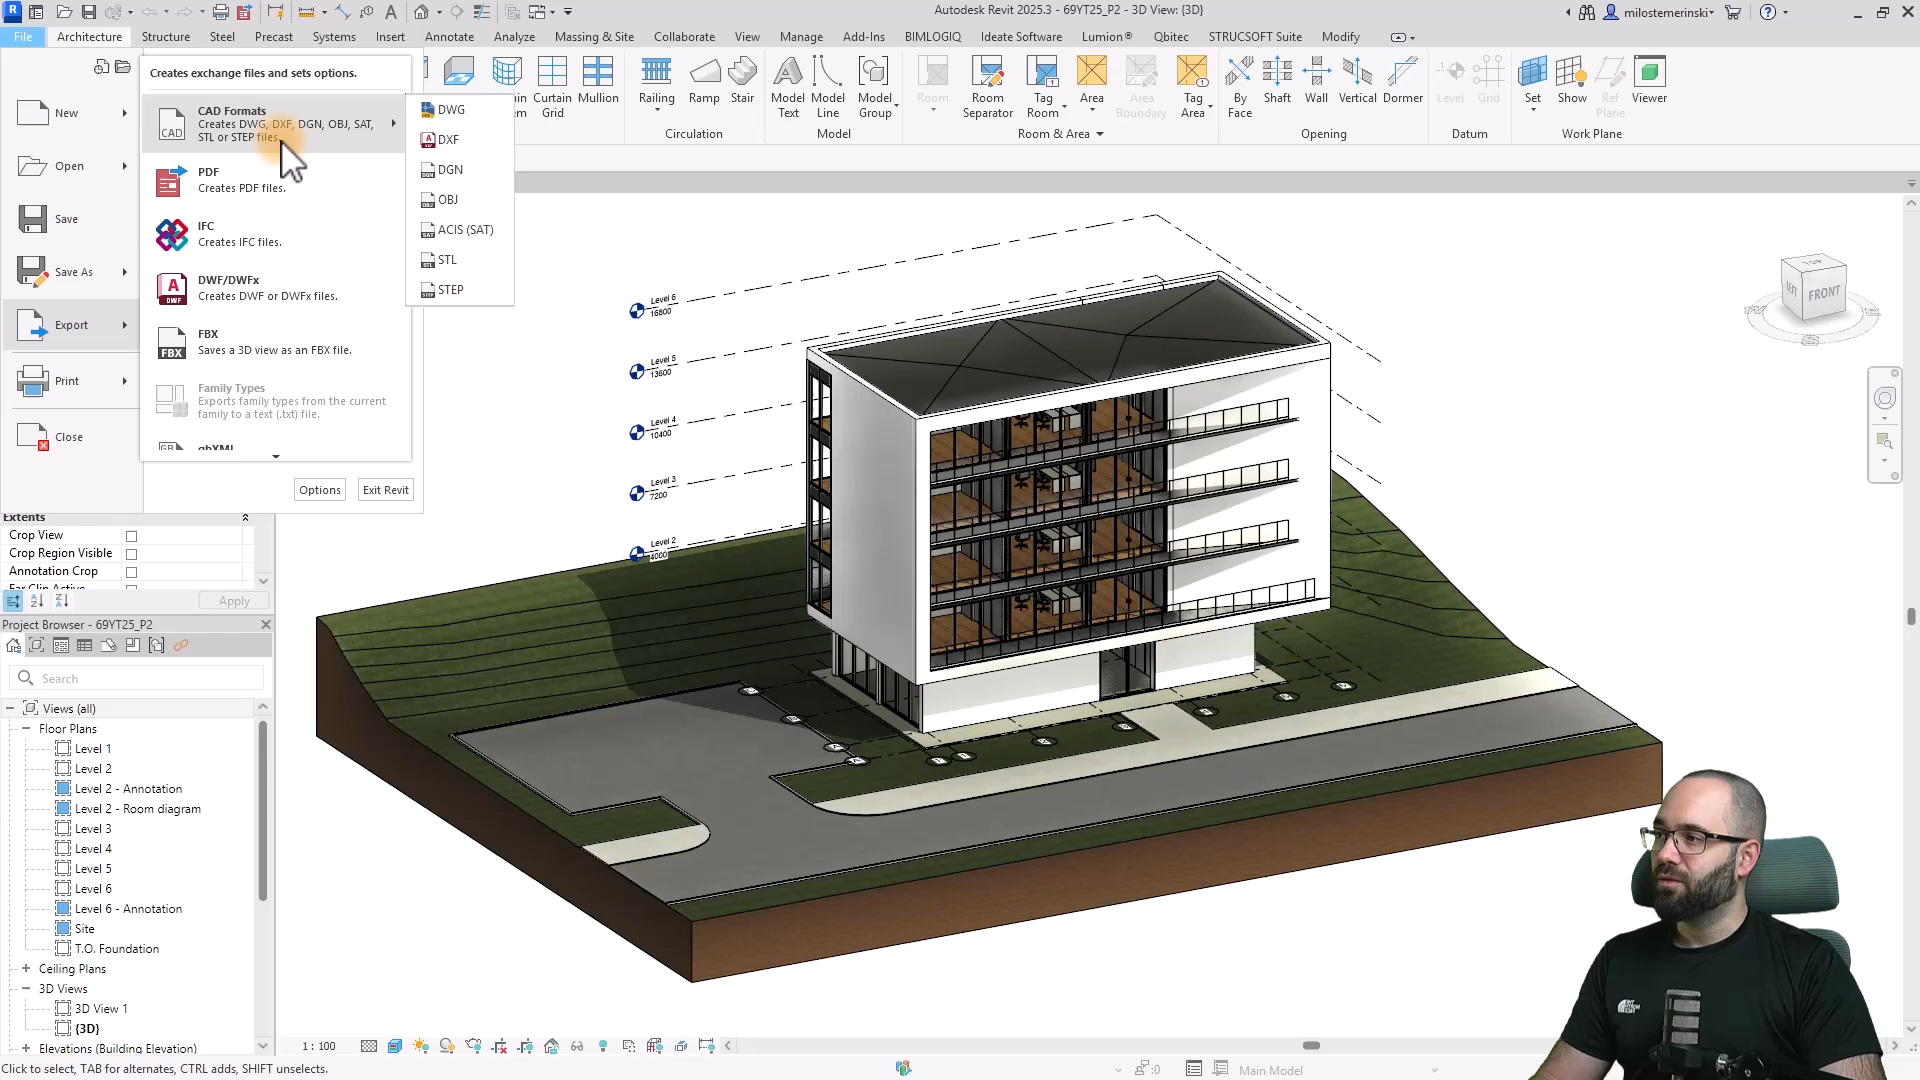 Autodesk Revit 2025.3 - 69YT25_P2 - 3D View: {3D}
milostemerinski
File
Architecture
Structure
Steel
Precast
Systems
Insert
Annotate
Analyze
Massing & Site
Collaborate
View
Manage
Add-Ins
BIMLOGIQ
Ideate Software
Lumion®
Qbitec
STRUCSOFT Suite
Modify
New
Open
Save
Save As
Export
Print
Close
Creates exchange files and sets options.
CAD Formats
Creates DWG, DXF, DGN, OBJ, SAT,
STL or STEP files.
PDF
Creates PDF files.
IFC
Creates IFC files.
DWF/DWFx
Creates DWF or DWFx files.
FBX
Saves a 3D view as an FBX file.
Family Types
Exports family types from the current
family to a text (.txt) file.
gbXML
Options
Exit Revit
DWG
DXF
DGN
OBJ
ACIS (SAT)
STL
STEP
Curtain
Grid
Mullion
Railing
Ramp
Stair
Circulation
Model
Text
Model
Line
Model
Group
Model
Room
Room
Separator
Tag
Room
Area
Area
Boundary
Tag
Area
Room & Area
By
Face
Shaft
Wall
Vertical
Dormer
Opening
Level
Grid
Datum
Set
Show
Ref
Plane
Viewer
Work Plane
TOP
LEFT
FRONT
Level 6
16800
Level 5
13600
Level 4
10400
Level 3
7200
Level 2
4000
Extents
Crop View
Crop Region Visible
Annotation Crop
Far Clip Active
Apply
Project Browser - 69YT25_P2
Search
Views (all)
Floor Plans
Level 1
Level 2
Level 2 - Annotation
Level 2 - Room diagram
Level 3
Level 4
Level 5
Level 6
Level 6 - Annotation
Site
T.O. Foundation
Ceiling Plans
3D Views
3D View 1
{3D}
Elevations (Building Elevation)
1 : 100
Click to select, TAB for alternates, CTRL adds, SHIFT unselects.
:0
Main Model